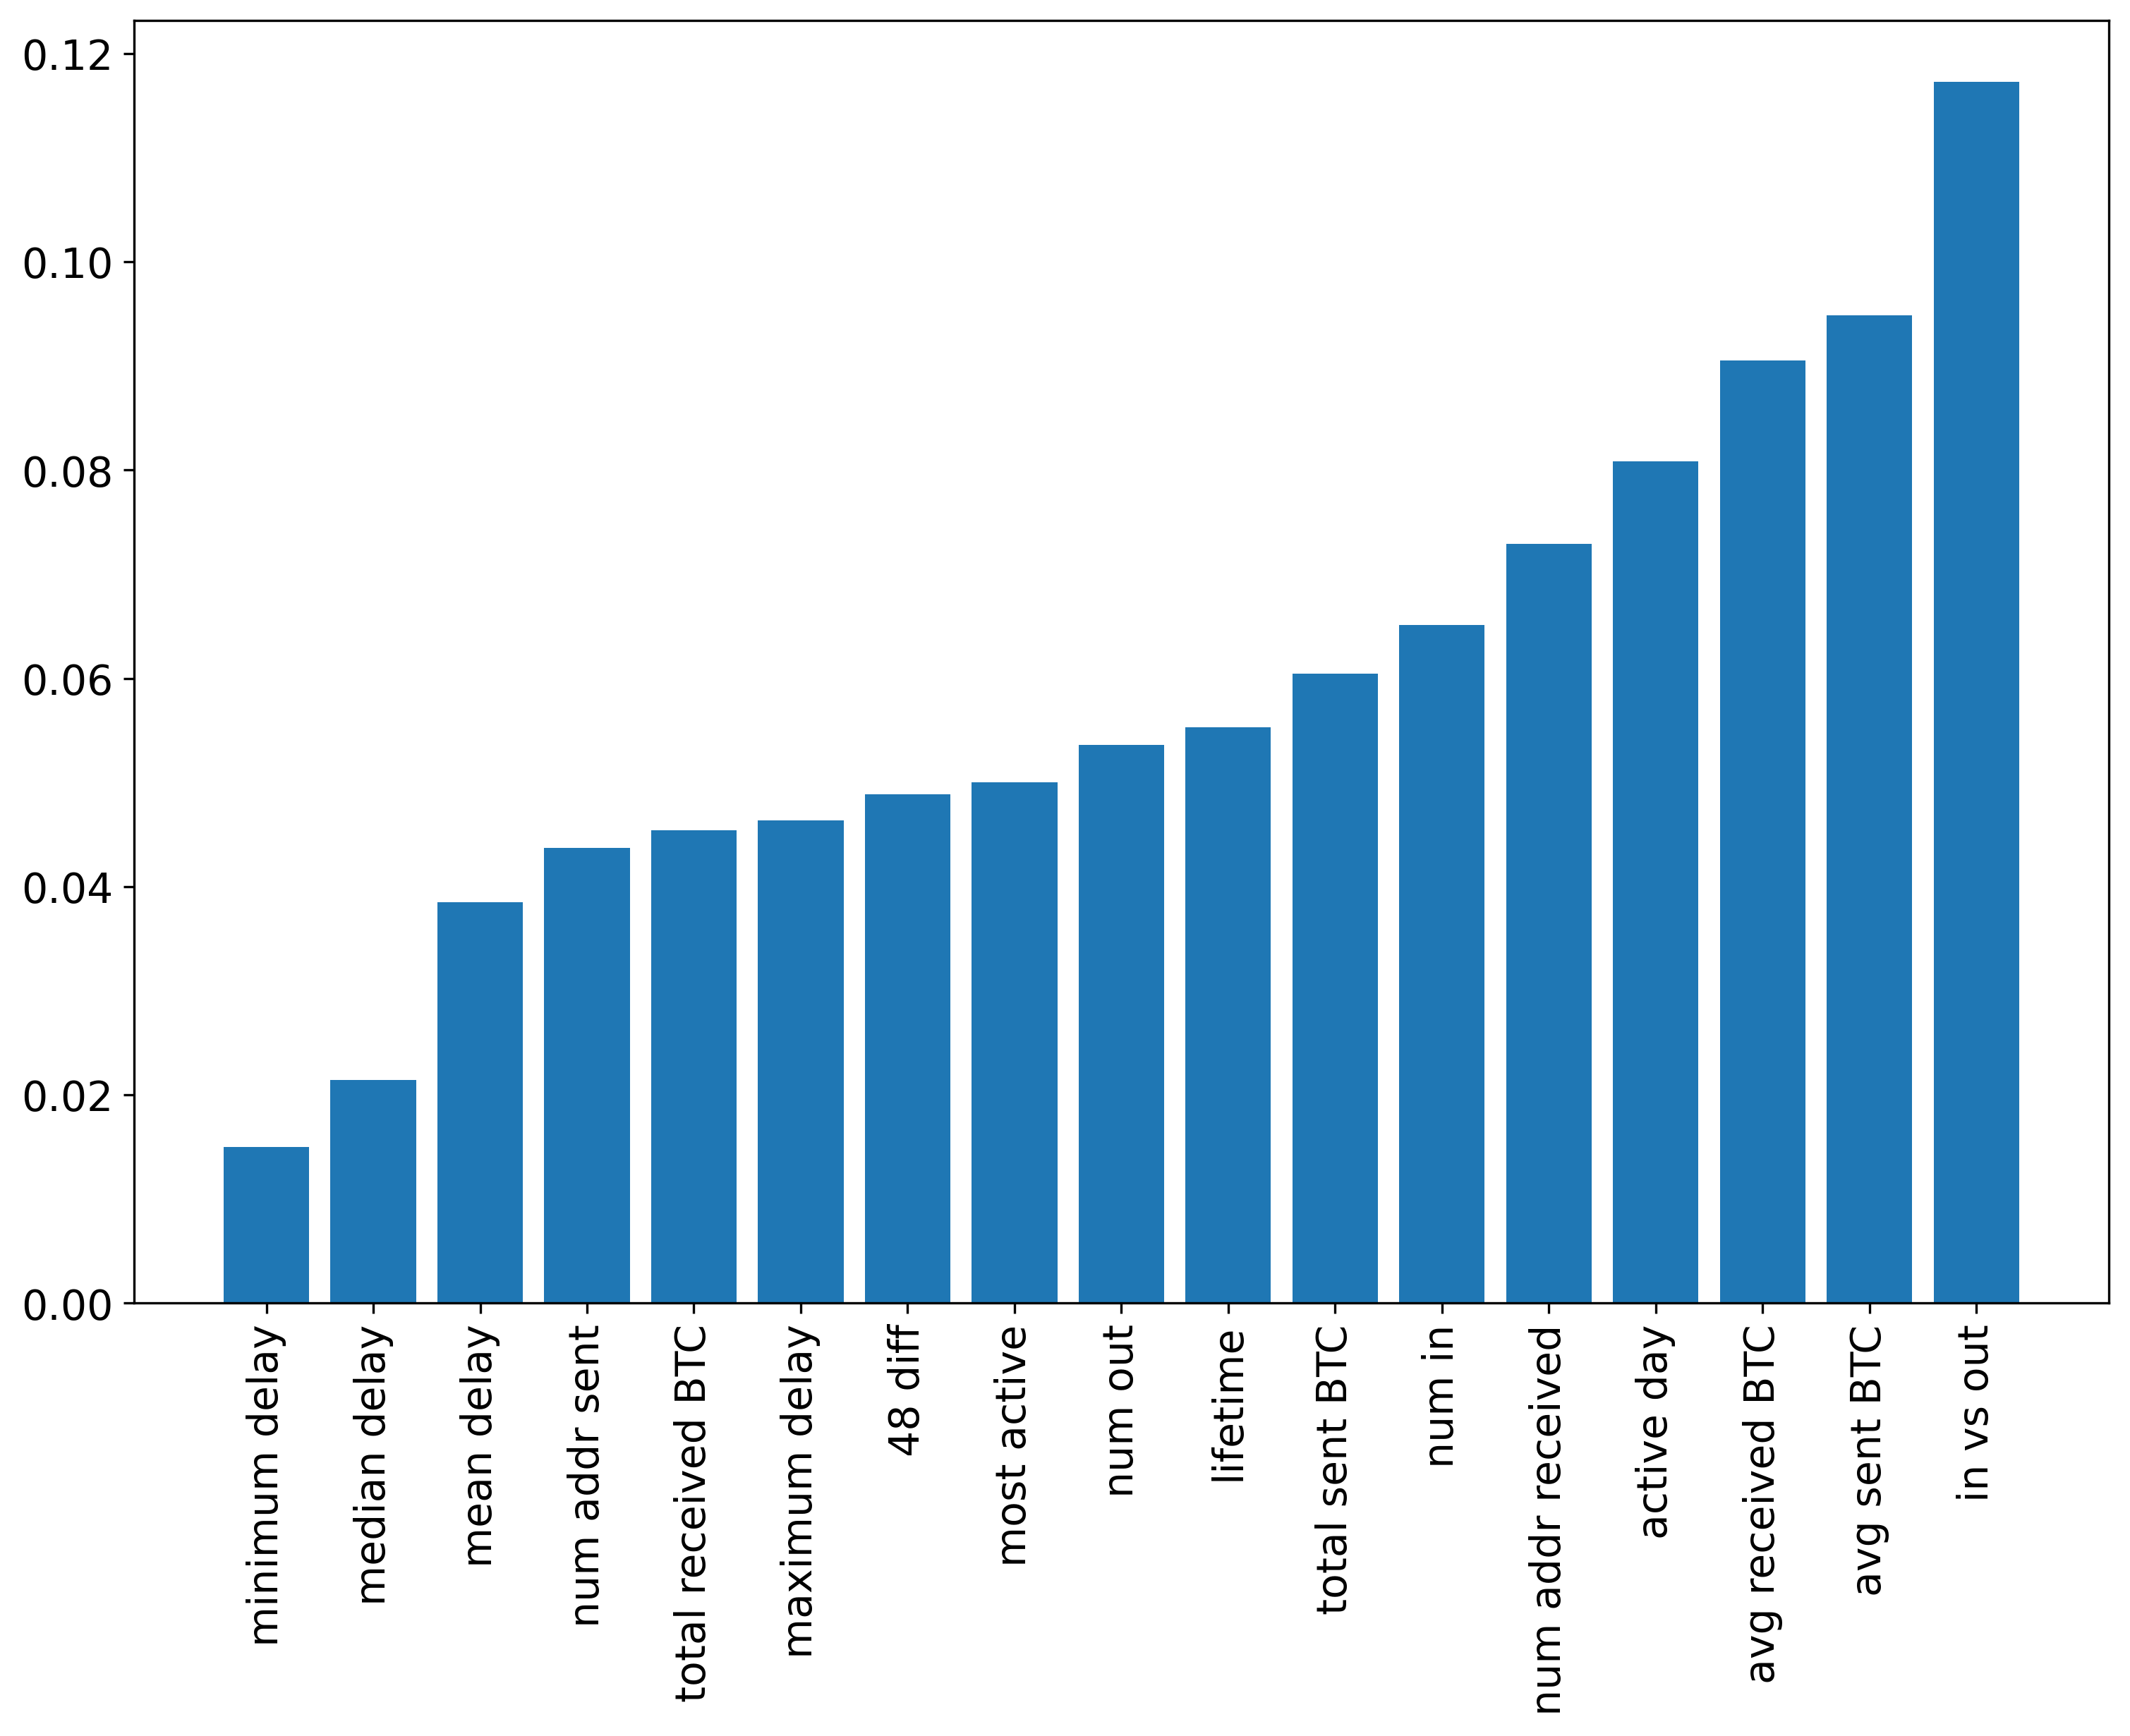 0.12
0.10
0.08
0.06
0.04
0.02
0.00
minimum delay
median delay
mean delay
num addr sent
total received BTC
maximum delay
48 diff
most active
num out
lifetime
total sent BTC
num in
num addr received
active day
avg received BTC
avg sent BTC
in vs out